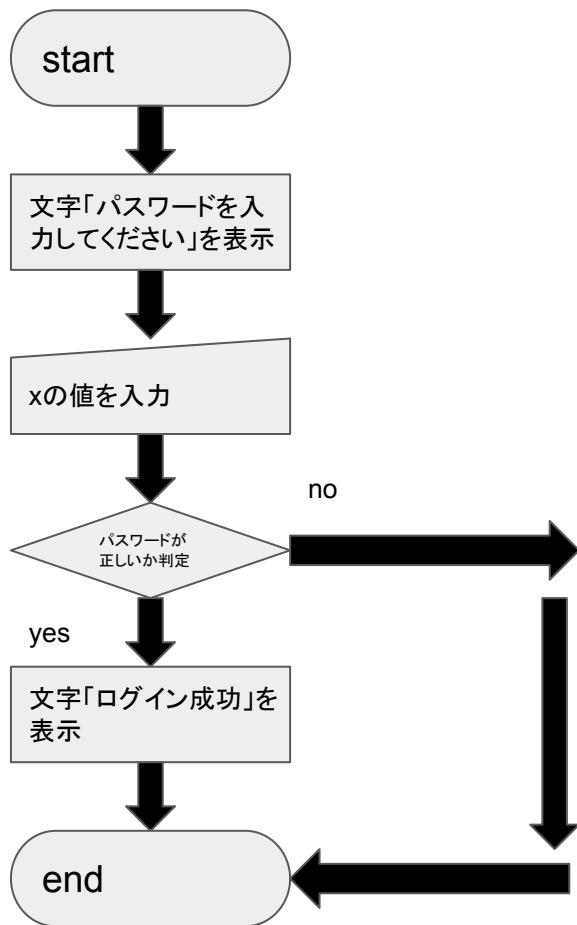 start
文字「パスワードを入
力してください」を表示
xの値を入力
no
パスワードが
正しいか判定
yes
文字「ログイン成功」を
表示
end